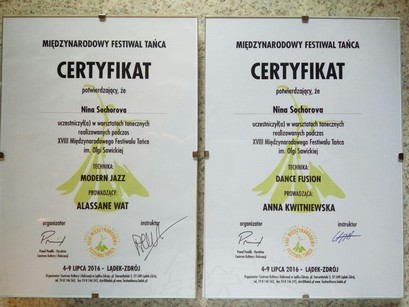 MIĘDZYNARODOWY FESTIWAL TAŃCA
CERTYFIKAT
potwierdzający, że
Nina Sochorova
uczestniczył(a) w warsztatach tanecznych
realizowanych podczas
XVIII Międzynarodowego Festiwalu Tańca
im. Olgi Sawickiej
TECHNIKA
MODERN JAZZ
PROWADZĄCY
ALASSANE WAT
organizator
instruktor
4-9 LIPCA 2016 - LĄDEK-ZDRÓJ
MIĘDZYNARODOWY FESTIWAL TAŃCA
CERTYFIKAT
potwierdzający, że
Nina Sochorova
uczestniczył(a) w warsztatach tanecznych
realizowanych podczas
XVIII Międzynarodowego Festiwalu Tańca
im. Olgi Sawickiej
TECHNIKA
DANCE FUSION
PROWADZĄCY
ANNA KWITNIEWSKA
organizator
instruktor
4-9 LIPCA 2016 - LĄDEK-ZDRÓJ